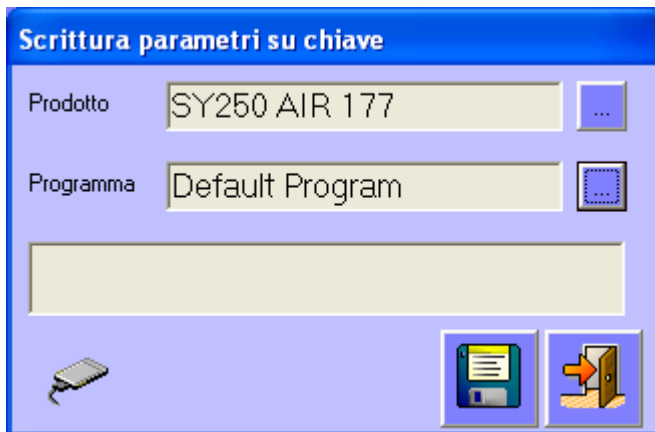 Scrittura parametri su chiave
Prodotto SY250 AIR 177 ...
Programma Default Program ...